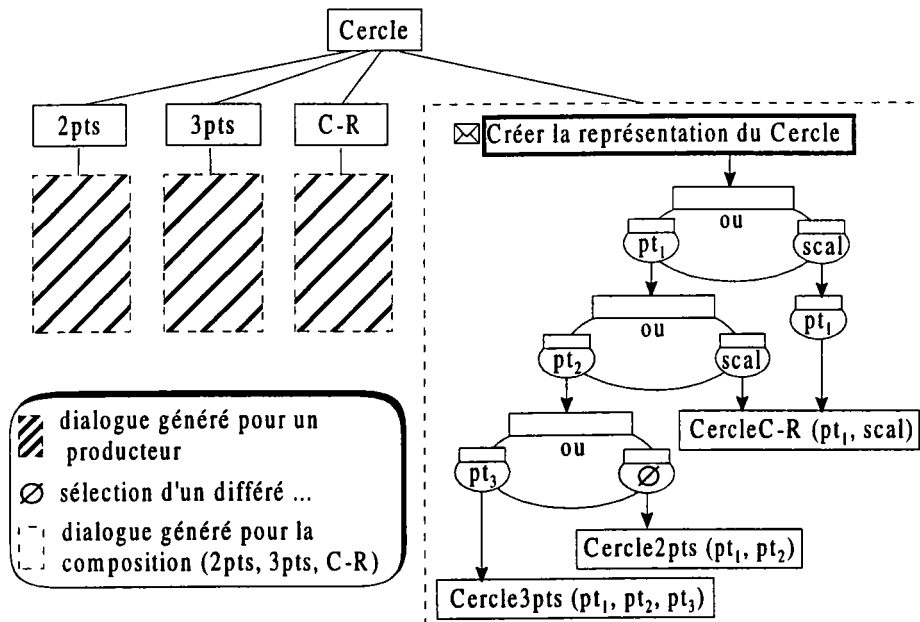 Cercle
2pts
3pts
C-R
Créer la représentation du Cercle
ou
pt₁
scal
ou
pt₁
pt₂
scal
CercleC-R (pt₁, scal)
ou
pt₃
Ø
Cercle2pts (pt₁, pt₂)
Cercle3pts (pt₁, pt₂, pt₃)
dialogue généré pour un
producteur
Ø sélection d'un différé ...
dialogue généré pour la
composition (2pts, 3pts, C-R)